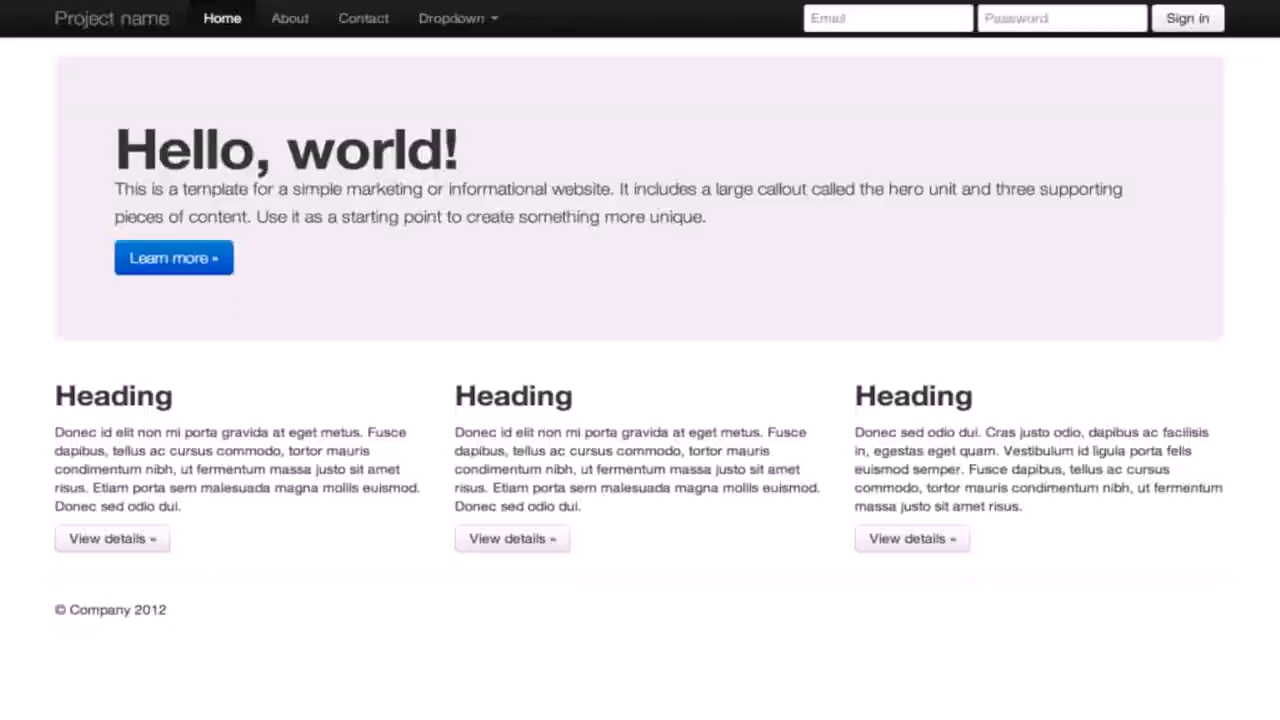 Project name Home About Contact Dropdown Email Password Sign in
Hello, world!
This is a template for a simple marketing or informational website. It includes a large callout called the hero unit and three supporting
pieces of content. Use it as a starting point to create something more unique.
Learn more »
Heading
Donec id elit non mi porta gravida at eget metus. Fusce
dapibus, tellus ac cursus commodo, tortor mauris
condimentum nibh, ut fermentum massa justo sit amet
risus. Etiam porta sem malesuada magna mollis euismod.
Donec sed odio dui.
View details »
Heading
Donec id elit non mi porta gravida at eget metus. Fusce
dapibus, tellus ac cursus commodo, tortor mauris
condimentum nibh, ut fermentum massa justo sit amet
risus. Etiam porta sem malesuada magna mollis euismod.
Donec sed odio dui.
View details »
Heading
Donec sed odio dui. Cras justo odio, dapibus ac facilisis
in, egestas eget quam. Vestibulum id ligula porta felis
euismod semper. Fusce dapibus, tellus ac cursus
commodo, tortor mauris condimentum nibh, ut fermentum
massa justo sit amet risus.
View details »
© Company 2012